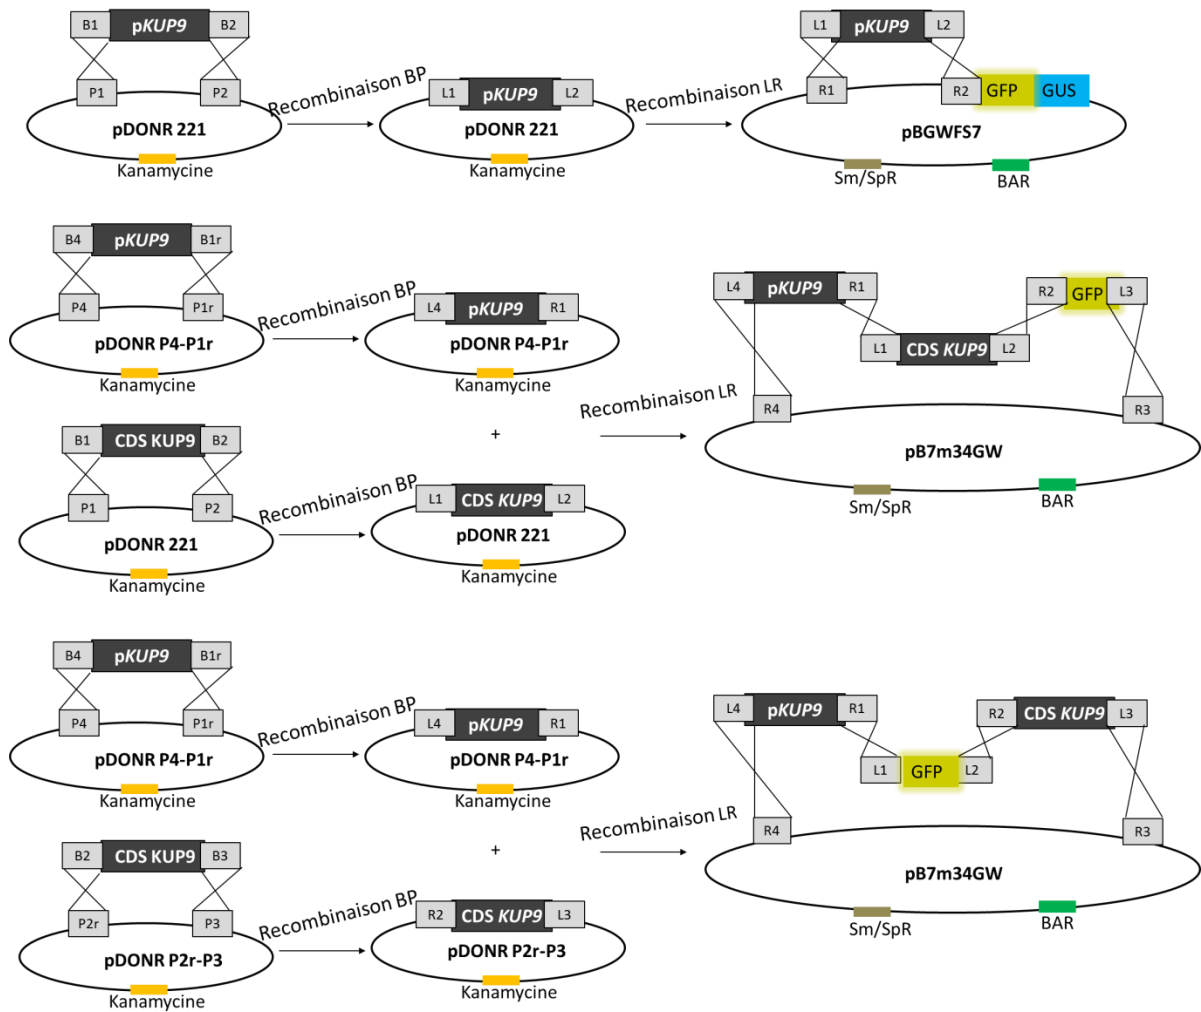 B1 pKUP9 B2
P1 P2
pDONR 221
Kanamycine
Recombinaison BP
L1 pKUP9 L2
pDONR 221
Kanamycine
Recombinaison LR
L1 pKUP9 L2
R1 R2 GFP GUS
pBGWFS7
Sm/SpR BAR
B4 pKUP9 B1r
P4 P1r
pDONR P4-P1r
Kanamycine
Recombinaison BP
L4 pKUP9 R1
pDONR P4-P1r
Kanamycine
B1 CDS KUP9 B2
P1 P2
pDONR 221
Kanamycine
Recombinaison BP
L1 CDS KUP9 L2
pDONR 221
Kanamycine
+
Recombinaison LR
L4 pKUP9 R1 R2 GFP L3
L1 CDS KUP9 L2
R4 R3
pB7m34GW
Sm/SpR BAR
B4 pKUP9 B1r
P4 P1r
pDONR P4-P1r
Kanamycine
Recombinaison BP
L4 pKUP9 R1
pDONR P4-P1r
Kanamycine
B2 CDS KUP9 B3
P2r P3
pDONR P2r-P3
Kanamycine
Recombinaison BP
R2 CDS KUP9 L3
pDONR P2r-P3
Kanamycine
+
Recombinaison LR
L4 pKUP9 R1 R2 CDS KUP9 L3
L1 GFP L2
R4 R3
pB7m34GW
Sm/SpR BAR